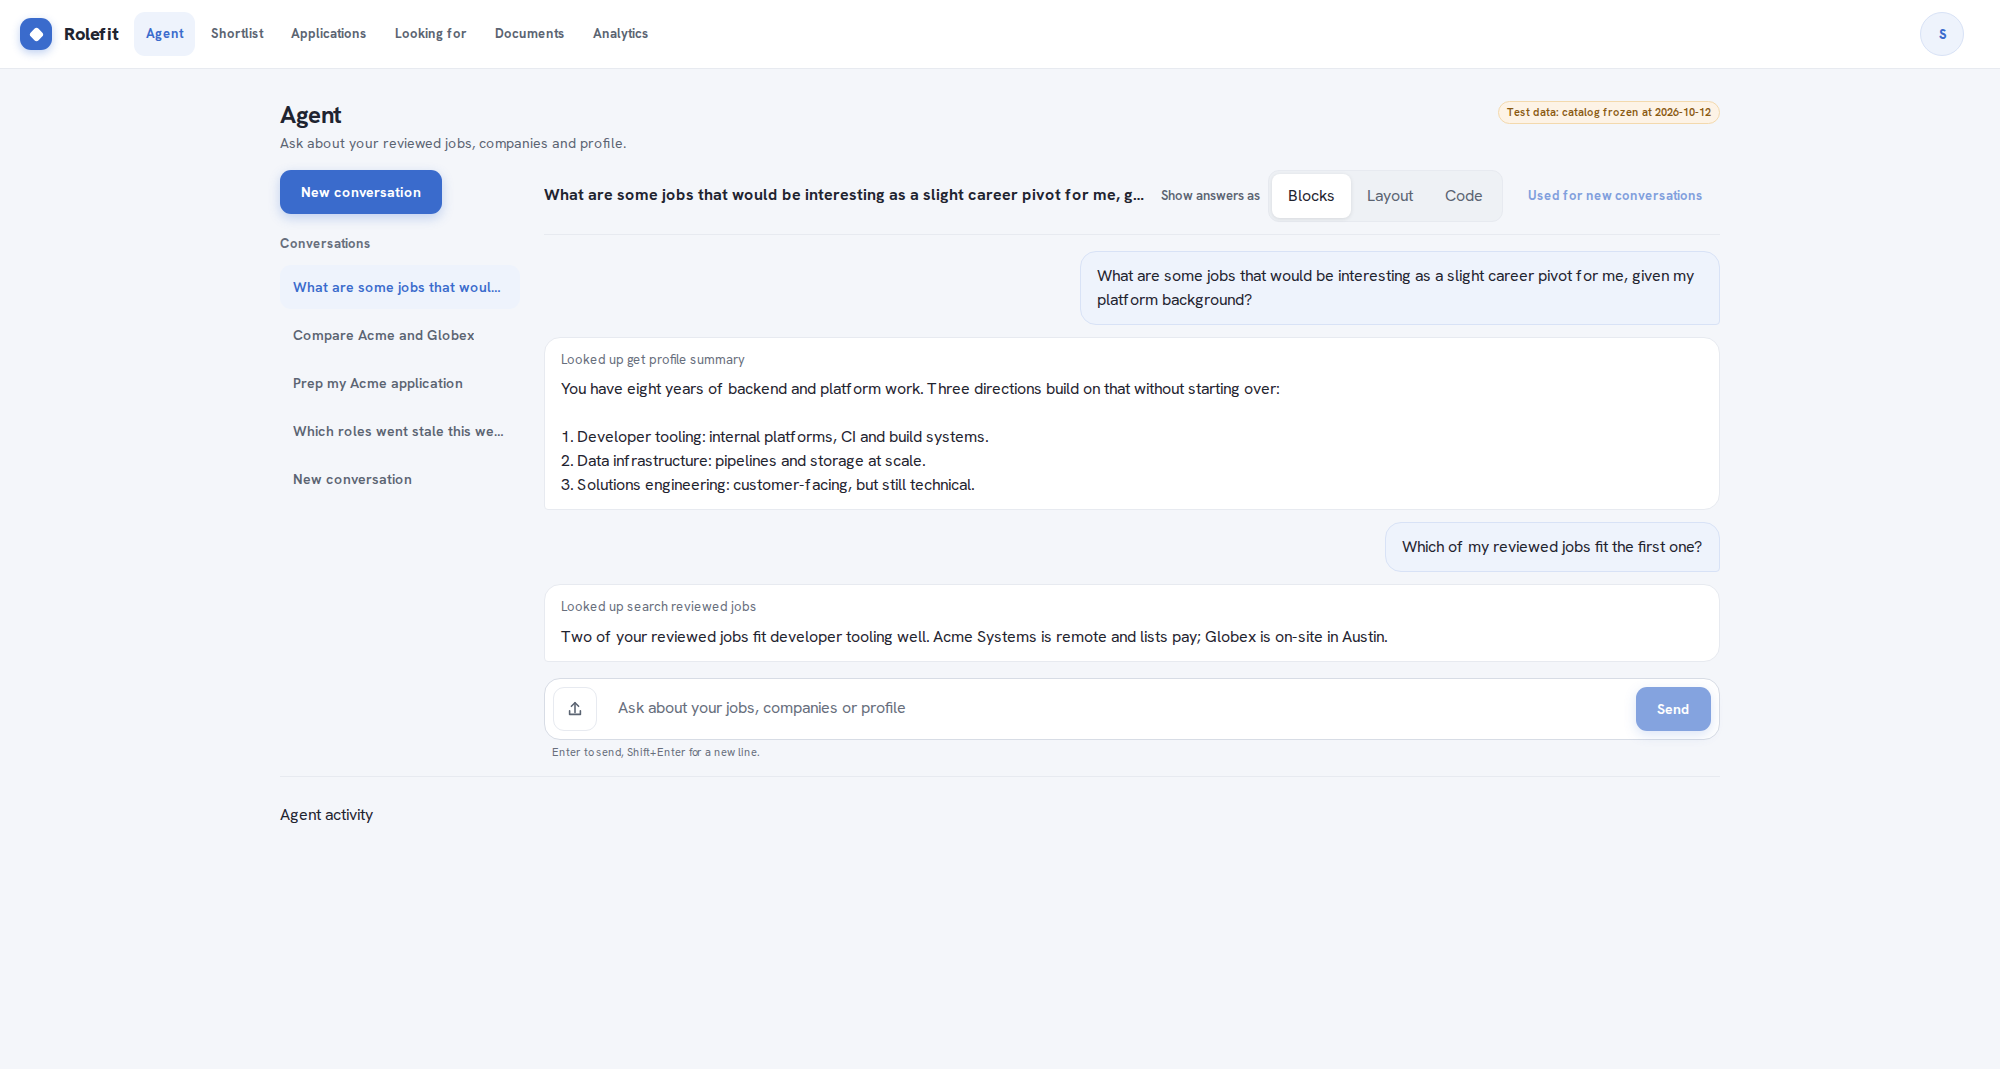 Rolefit
Agent
Shortlist
Applications
Looking for
Documents
Analytics
S
Agent
Test data: catalog frozen at 2026-10-12
Ask about your reviewed jobs, companies and profile.
New conversation
Conversations
What are some jobs that woul...
Compare Acme and Globex
Prep my Acme application
Which roles went stale this we...
New conversation
What are some jobs that would be interesting as a slight career pivot for me, g...
Show answers as
Blocks
Layout
Code
Used for new conversations
What are some jobs that would be interesting as a slight career pivot for me, given my
platform background?
Looked up get profile summary
You have eight years of backend and platform work. Three directions build on that without starting over:
1. Developer tooling: internal platforms, CI and build systems.
2. Data infrastructure: pipelines and storage at scale.
3. Solutions engineering: customer-facing, but still technical.
Which of my reviewed jobs fit the first one?
Looked up search reviewed jobs
Two of your reviewed jobs fit developer tooling well. Acme Systems is remote and lists pay; Globex is on-site in Austin.
Ask about your jobs, companies or profile
Send
Enter to send, Shift+Enter for a new line.
Agent activity